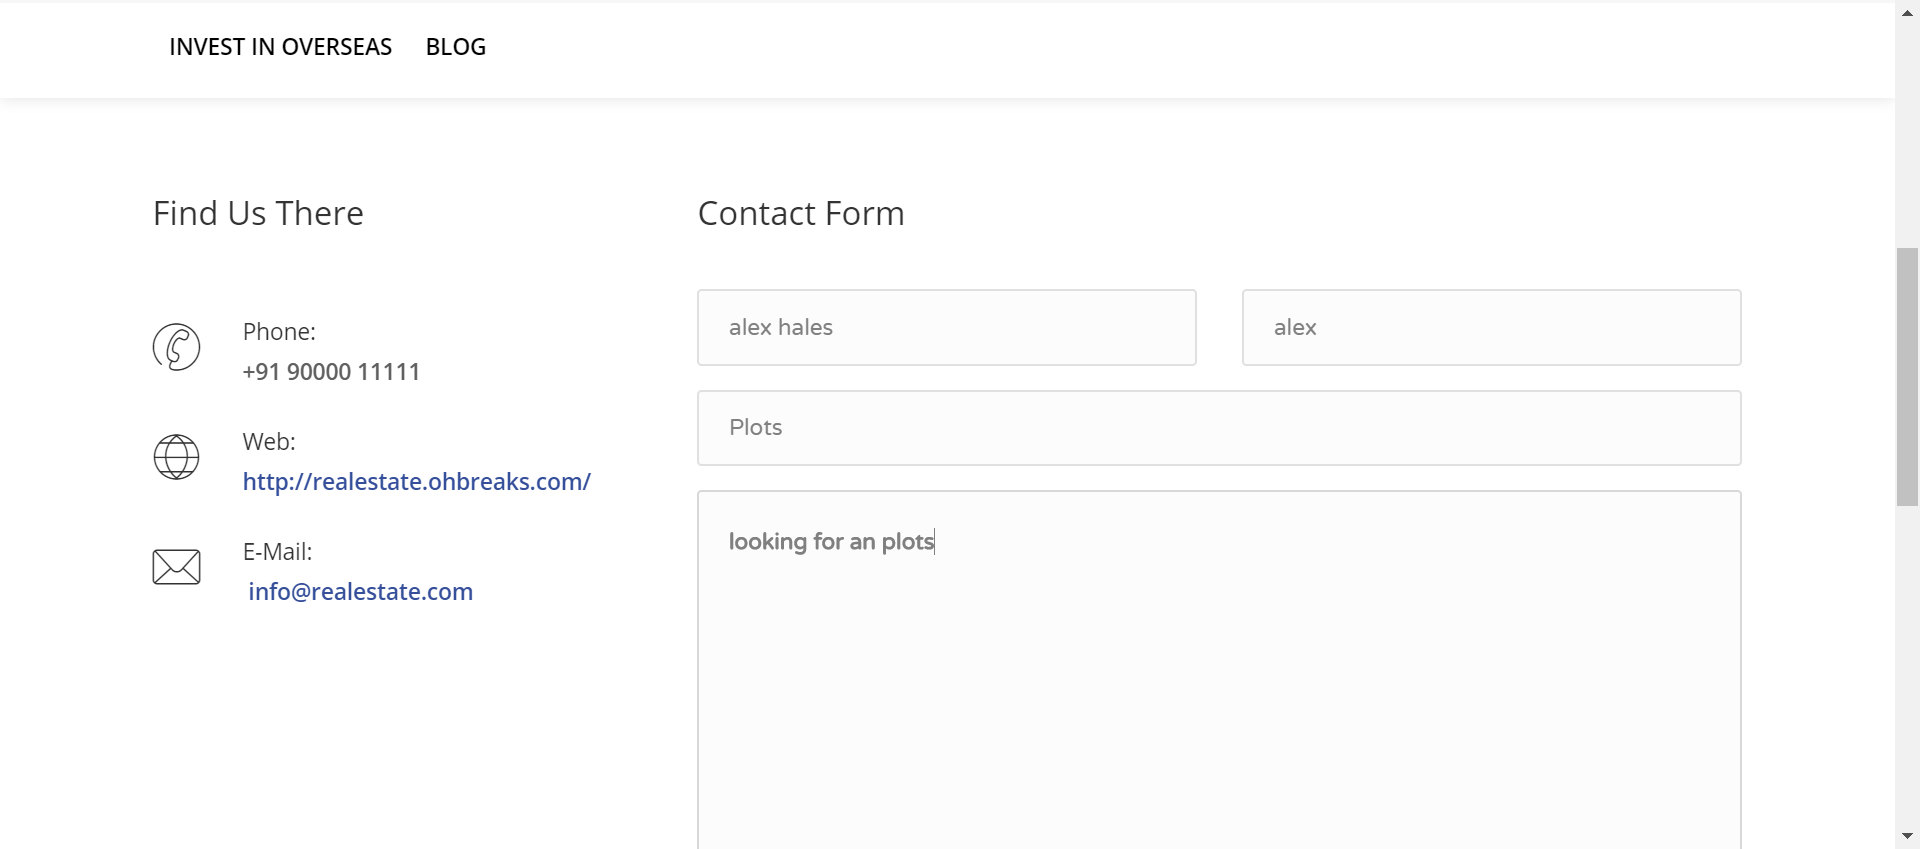 INVEST IN OVERSEAS BLOG
Find Us There
Phone:
+91 90000 11111
Web:
http://realestate.ohbreaks.com/
E-Mail:
info@realestate.com
Contact Form
alex hales
alex
Plots
looking for an plots